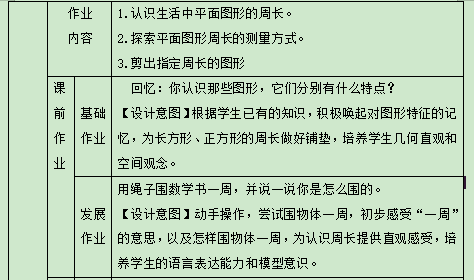 作业
内容
1.认识生活中平面图形的周长。
2.探索平面图形周长的测量方式。
3.剪出指定周长的图形
课
前
作
业
基础
作业
回忆：你认识那些图形，它们分别有什么特点？
【设计意图】根据学生已有的知识，积极唤起对图形特征的记
忆，为长方形、正方形的周长做好铺垫，培养学生几何直观和
空间观念。
发展
作业
用绳子围数学书一周，并说一说你是怎么围的。
【设计意图】动手操作，尝试围物体一周，初步感受“一周”
的意思，以及怎样围物体一周，为认识周长提供直观感受，培
养学生的语言表达能力和模型意识。